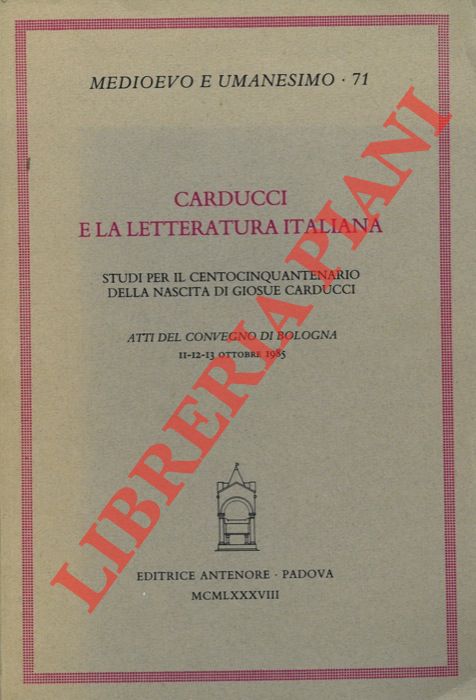 MEDIOEVO E UMANESIMO · 71
CARDUCCI
E LA LETTERATURA ITALIANA
STUDI PER IL CENTOCINQUANTENARIO
DELLA NASCITA DI GIOSUE CARDUCCI
ATTI DEL CONVEGNO DI BOLOGNA
11-12-13 OTTOBRE 1985
EDITRICE ANTENORE · PADOVA
MCMLXXXVIII
LIBRERIA PIANI